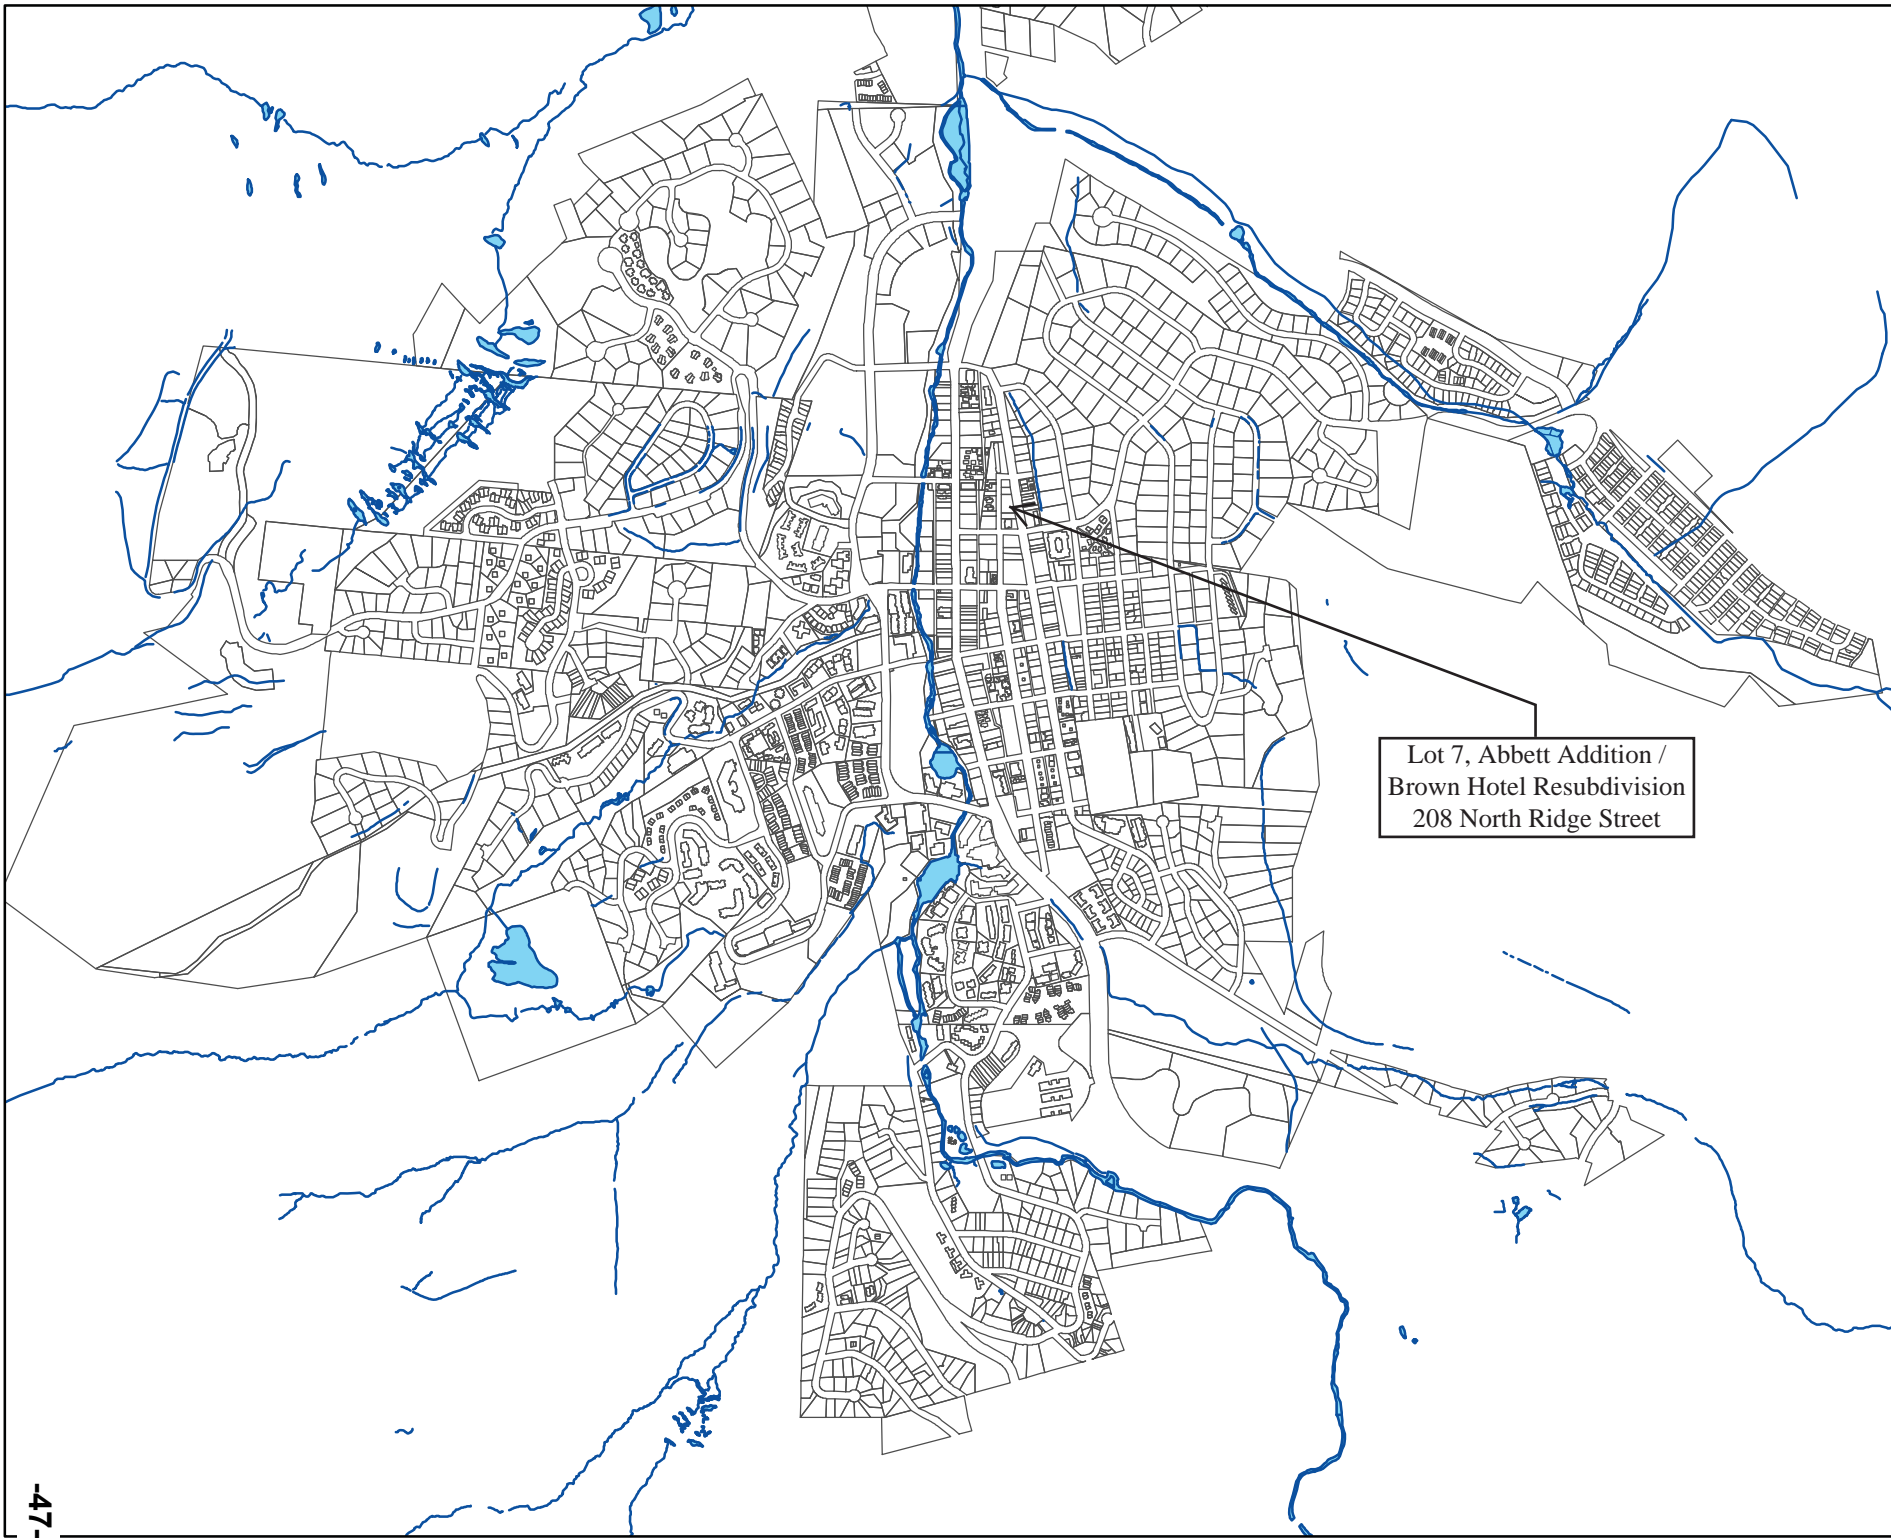 Lot 7, Abbett Addition /
Brown Hotel Resubdivision
208 North Ridge Street
-47-